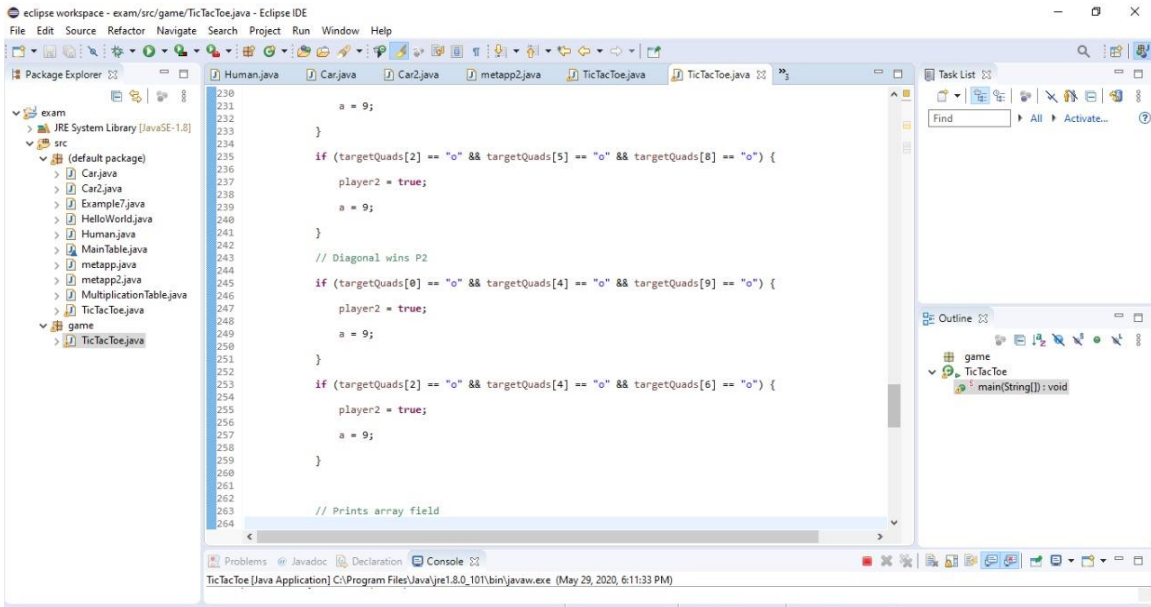 eclipse workspace - exam/src/game/TicTacToe.java - Eclipse IDE
File Edit Source Refactor Navigate Search Project Run Window Help
Package Explorer
exam
JRE System Library [JavaSE-1.8]
src
(default package)
Car.java
Car2.java
Example7.java
HelloWorld.java
Human.java
MainTable.java
metapp.java
metapp2.java
MultiplicationTable.java
TicTacToe.java
game
TicTacToe.java
Human.java Car.java Car2.java metapp2.java TicTacToe.java TicTacToe.java »3
230
231 a = 9;
232
233 }
234
235 if (targetQuads[2] == "o" && targetQuads[5] == "o" && targetQuads[8] == "o") {
236
237 player2 = true;
238
239 a = 9;
240
241 }
242
243 // Diagonal wins P2
244
245 if (targetQuads[0] == "o" && targetQuads[4] == "o" && targetQuads[9] == "o") {
246
247 player2 = true;
248
249 a = 9;
250
251 }
252
253 if (targetQuads[2] == "o" && targetQuads[4] == "o" && targetQuads[6] == "o") {
254
255 player2 = true;
256
257 a = 9;
258
259 }
260
261
262
263 // Prints array field
264
Task List
Find All Activate...
Outline
game
TicTacToe
main(String[]) : void
Problems Javadoc Declaration Console
TicTacToe [Java Application] C:\Program Files\Java\jre1.8.0_101\bin\javaw.exe (May 29, 2020, 6:11:33 PM)